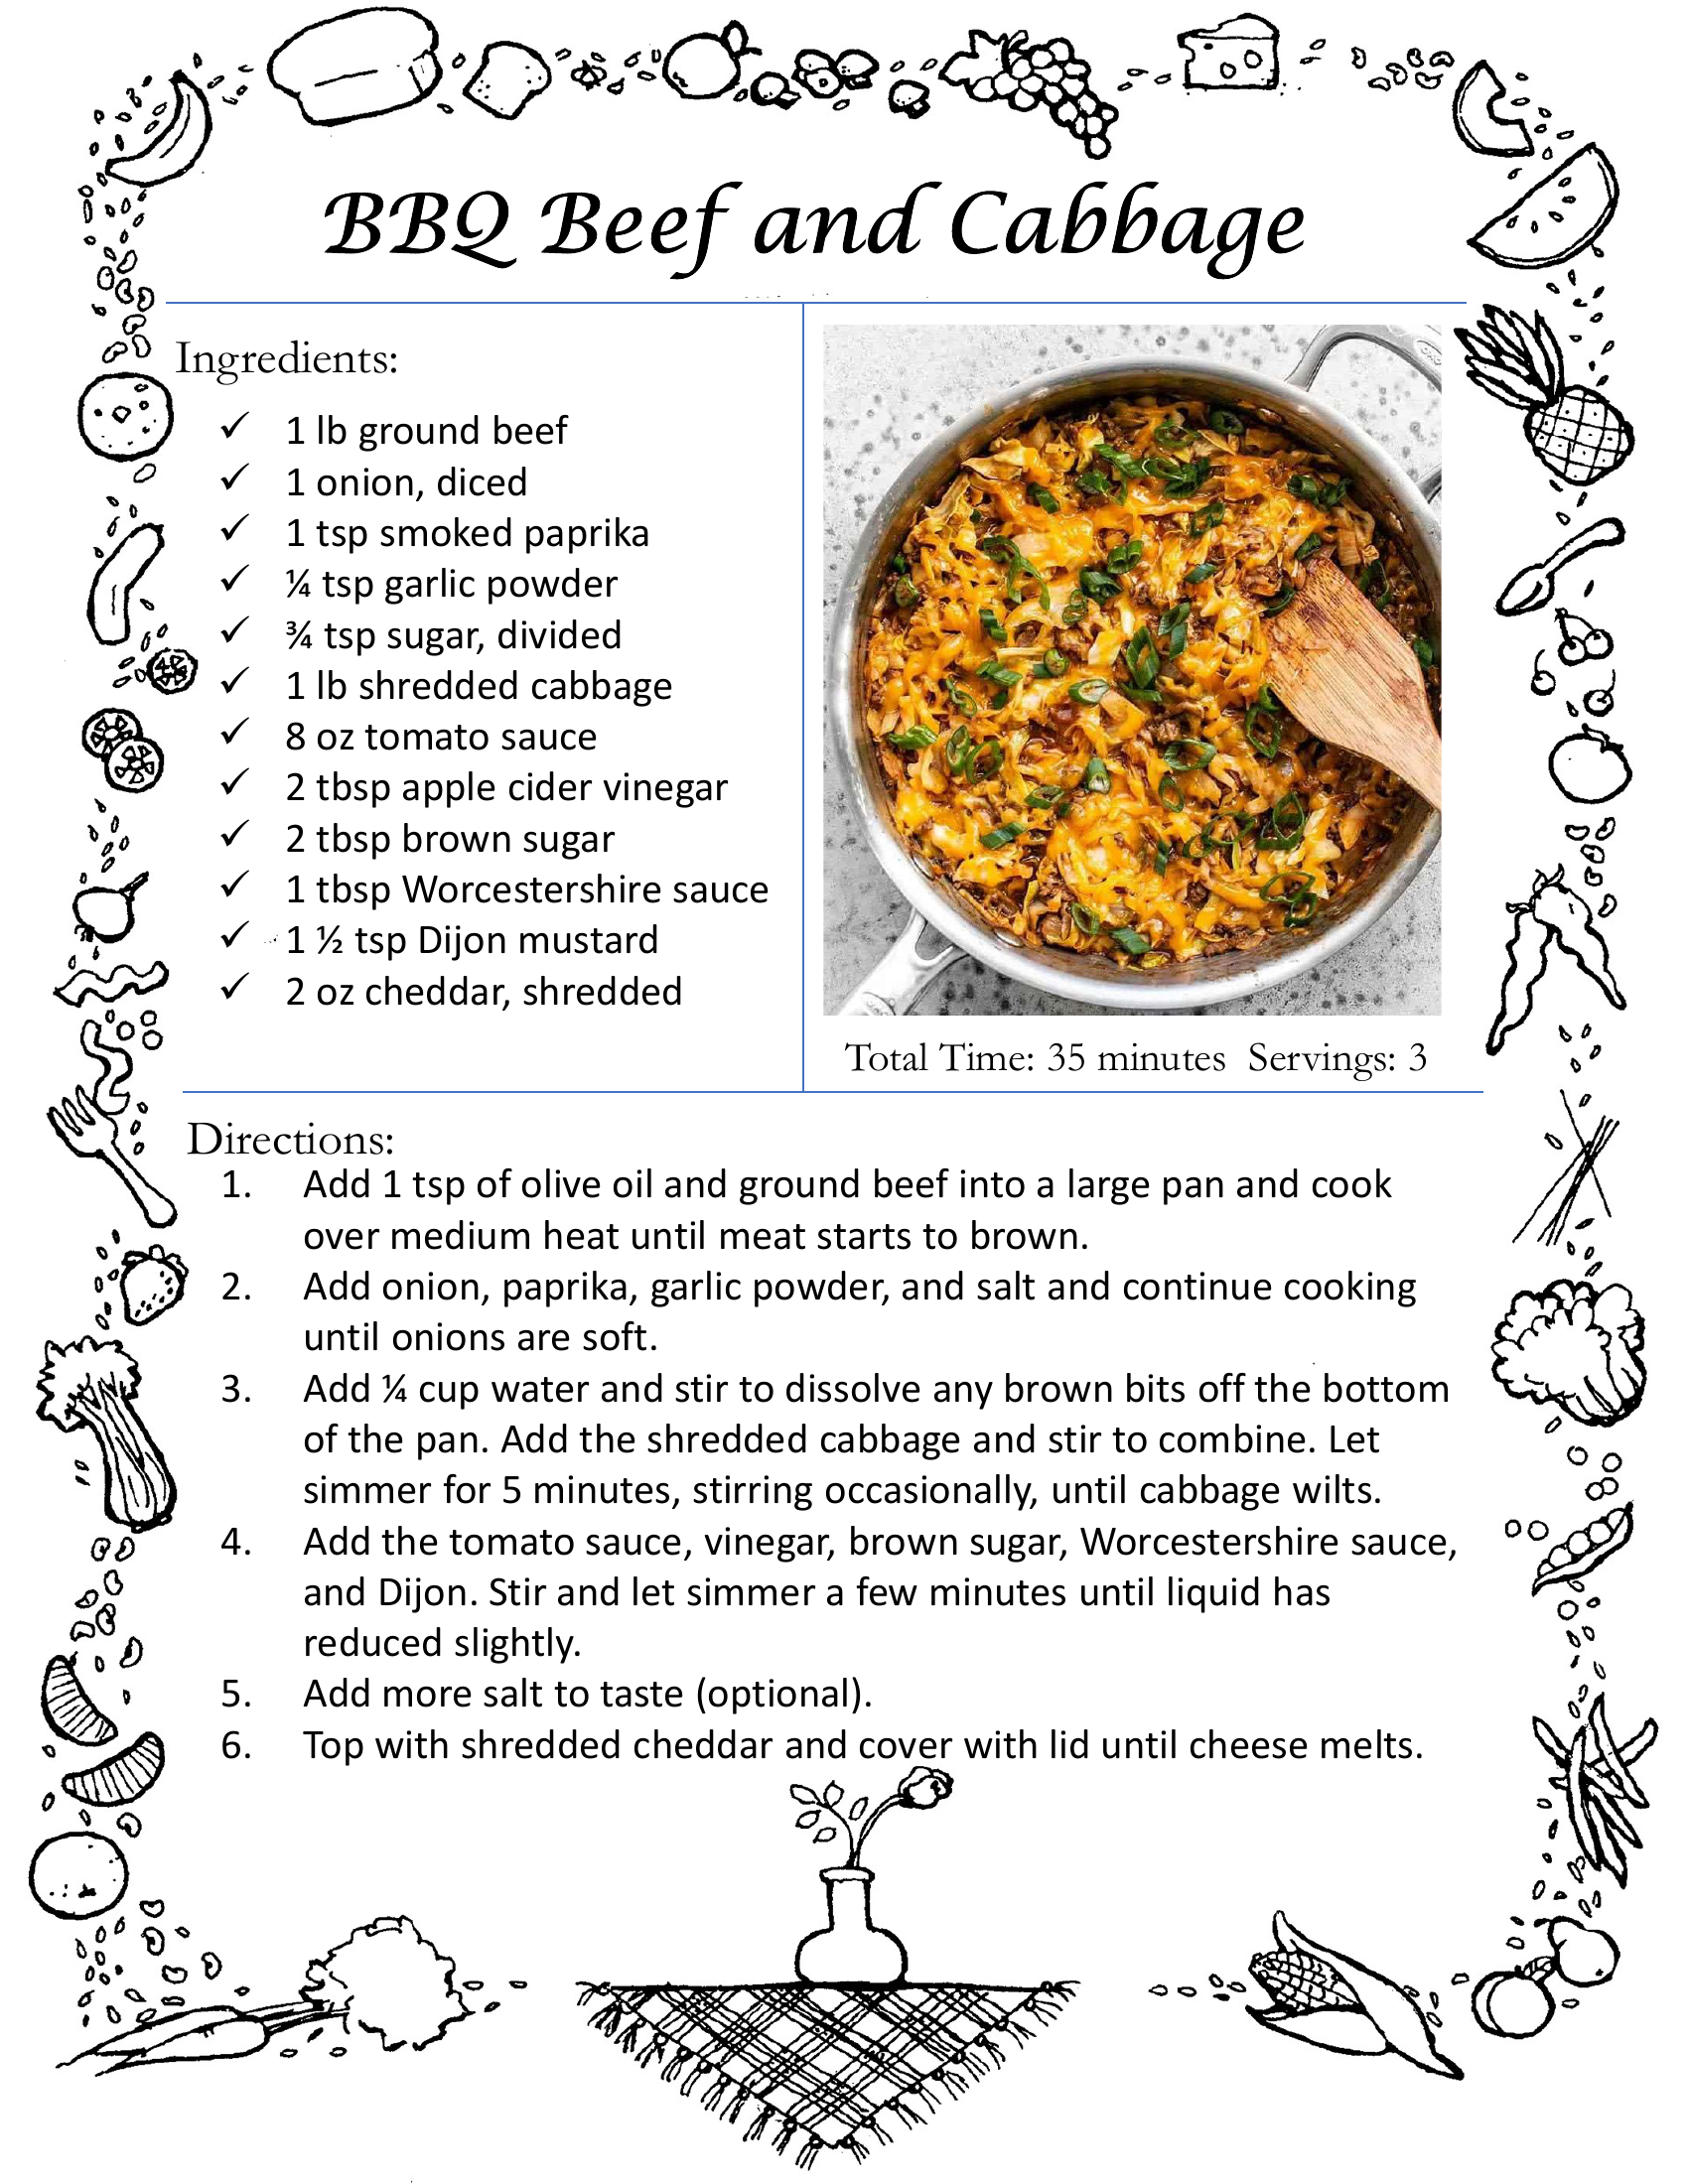 BBQ Beef and Cabbage
Ingredients:
✓ 1 lb ground beef
✓ 1 onion, diced
✓ 1 tsp smoked paprika
✓ ¼ tsp garlic powder
✓ ¾ tsp sugar, divided
✓ 1 lb shredded cabbage
✓ 8 oz tomato sauce
✓ 2 tbsp apple cider vinegar
✓ 2 tbsp brown sugar
✓ 1 tbsp Worcestershire sauce
✓ 1 ½ tsp Dijon mustard
✓ 2 oz cheddar, shredded
Total Time: 35 minutes Servings: 3
Directions:
1. Add 1 tsp of olive oil and ground beef into a large pan and cook
over medium heat until meat starts to brown.
2. Add onion, paprika, garlic powder, and salt and continue cooking
until onions are soft.
3. Add ¼ cup water and stir to dissolve any brown bits off the bottom
of the pan. Add the shredded cabbage and stir to combine. Let
simmer for 5 minutes, stirring occasionally, until cabbage wilts.
4. Add the tomato sauce, vinegar, brown sugar, Worcestershire sauce,
and Dijon. Stir and let simmer a few minutes until liquid has
reduced slightly.
5. Add more salt to taste (optional).
6. Top with shredded cheddar and cover with lid until cheese melts.